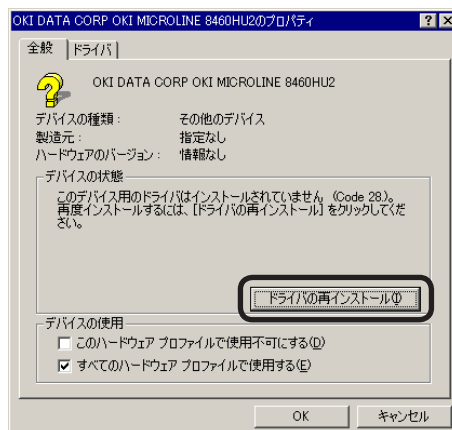 OKI DATA CORP OKI MICROLINE 8460HU2のプロパティ
全般 ドライバ
OKI DATA CORP OKI MICROLINE 8460HU2
デバイスの種類： その他のデバイス
製造元： 指定なし
ハードウェアのバージョン： 情報なし
デバイスの状態
このデバイス用のドライバはインストールされていません (Code 28.)。
再度インストールするには、[ドライバの再インストール] をクリックしてくだ
さい。
ドライバの再インストール(I)
デバイスの使用
このハードウェア プロファイルで使用不可にする(D)
すべてのハードウェア プロファイルで使用する(E)
OK キャンセル